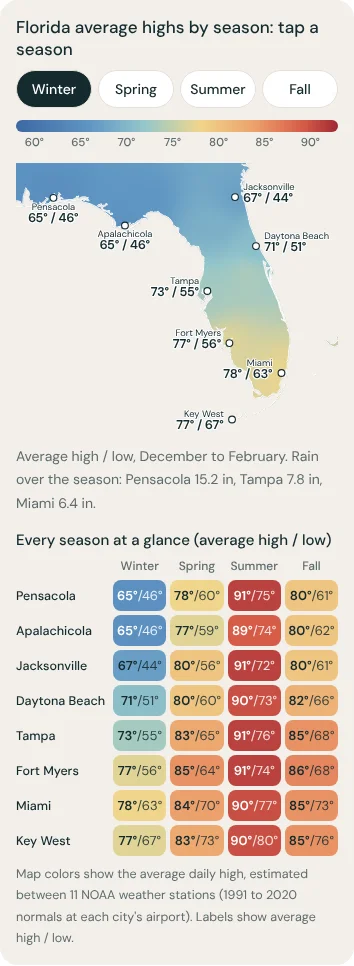 Florida average highs by season: tap a
season
Winter Spring Summer Fall
60° 65° 70° 75° 80° 85° 90°
Jacksonville
67° / 44°
Pensacola
65° / 46°
Apalachicola
65° / 46°
Daytona Beach
71° / 51°
Tampa
73° / 55°
Fort Myers
77° / 56°
Miami
78° / 63°
Key West
77° / 67°
Average high / low, December to February. Rain
over the season: Pensacola 15.2 in, Tampa 7.8 in,
Miami 6.4 in.
Every season at a glance (average high / low)
Winter Spring Summer Fall
Pensacola 65°/46° 78°/60° 91°/75° 80°/61°
Apalachicola 65°/46° 77°/59° 89°/74° 80°/62°
Jacksonville 67°/44° 80°/56° 91°/72° 80°/61°
Daytona Beach 71°/51° 80°/60° 90°/73° 82°/66°
Tampa 73°/55° 83°/65° 91°/76° 85°/68°
Fort Myers 77°/56° 85°/64° 91°/74° 86°/68°
Miami 78°/63° 84°/70° 90°/77° 85°/73°
Key West 77°/67° 83°/73° 90°/80° 85°/76°
Map colors show the average daily high, estimated
between 11 NOAA weather stations (1991 to 2020
normals at each city's airport). Labels show average
high / low.